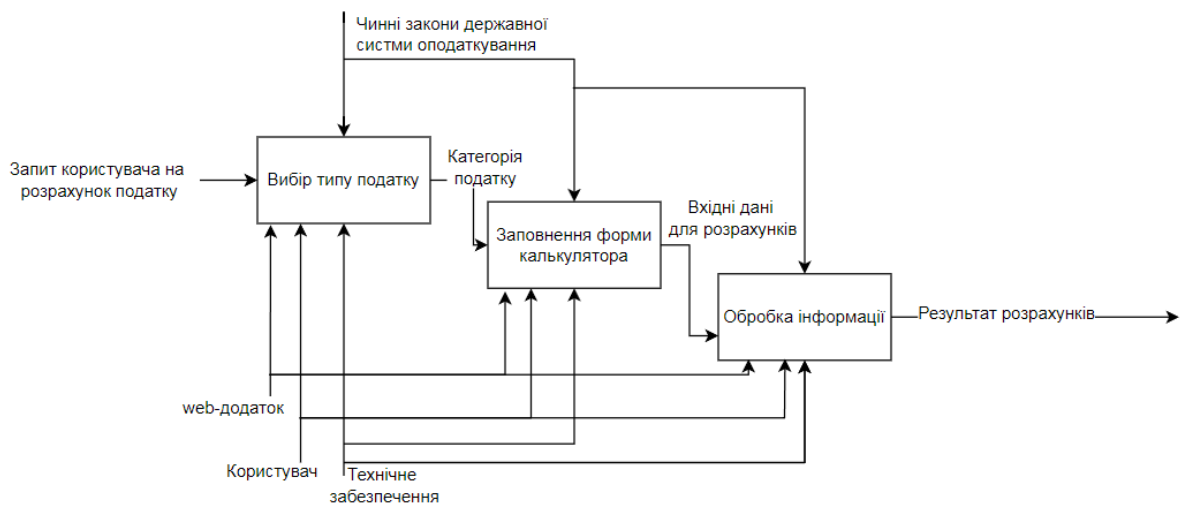 Чинні закони державної
систми оподаткування
Запит користувача на
розрахунок податку
Вибір типу податку
Категорія
податку
Заповнення форми
калькулятора
Вхідні дані
для розрахунків
Обробка інформації
Результат розрахунків
web-додаток
Користувач
Технічне
забезпечення